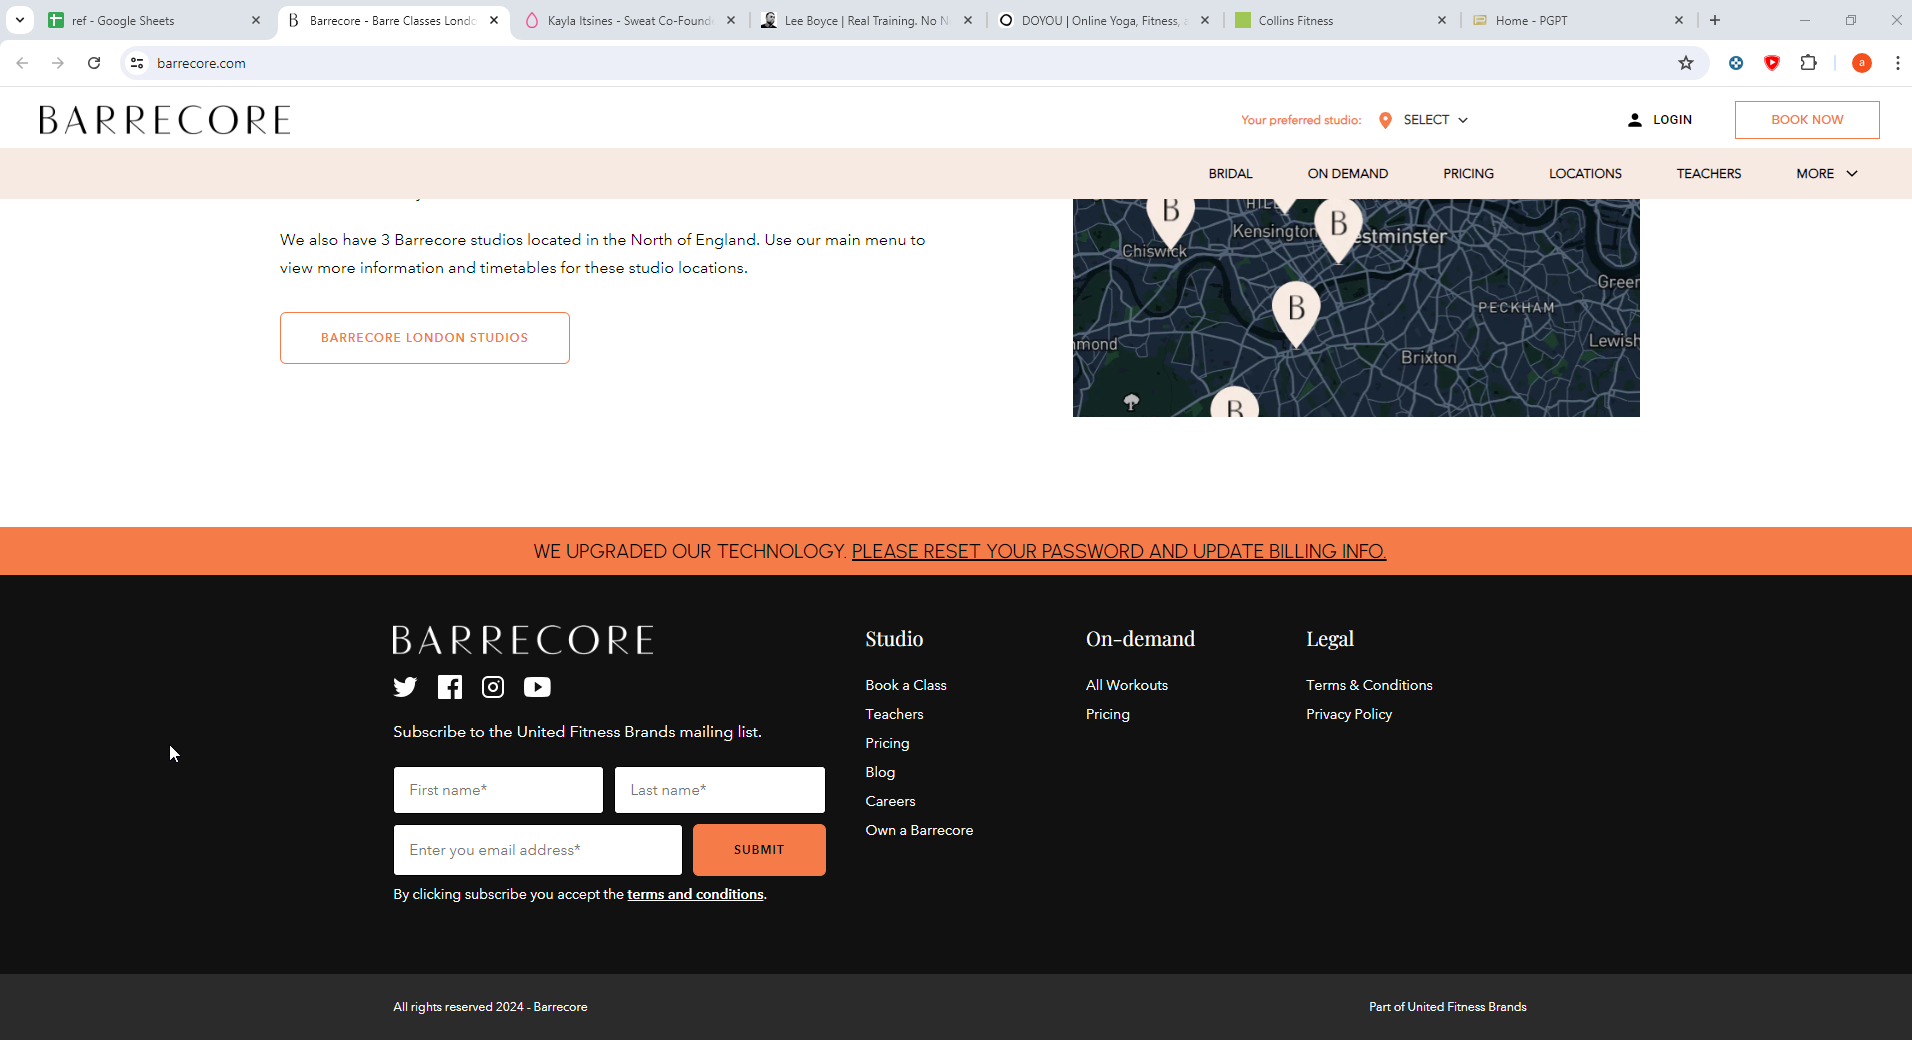 ref - Google Sheets
Barrecore - Barre Classes Londo
Kayla Itsines - Sweat Co-Found
Lee Boyce | Real Training. No N
DOYOU | Online Yoga, Fitness, a
Collins Fitness
Home - PGPT
barrecore.com
a
BARRECORE
Your preferred studio:
SELECT
LOGIN
BOOK NOW
BRIDAL
ON DEMAND
PRICING
LOCATIONS
TEACHERS
MORE
We also have 3 Barrecore studios located in the North of England. Use our main menu to
view more information and timetables for these studio locations.
BARRECORE LONDON STUDIOS
B
HILL
Kensington
B
estminster
Chiswick
Greer
B
PECKHAM
mond
Lewish
Brixton
B
WE UPGRADED OUR TECHNOLOGY. PLEASE RESET YOUR PASSWORD AND UPDATE BILLING INFO.
BARRECORE
Subscribe to the United Fitness Brands mailing list.
First name*
Last name*
Enter you email address*
SUBMIT
By clicking subscribe you accept the terms and conditions.
Studio
Book a Class
Teachers
Pricing
Blog
Careers
Own a Barrecore
On-demand
All Workouts
Pricing
Legal
Terms & Conditions
Privacy Policy
All rights reserved 2024 - Barrecore
Part of United Fitness Brands